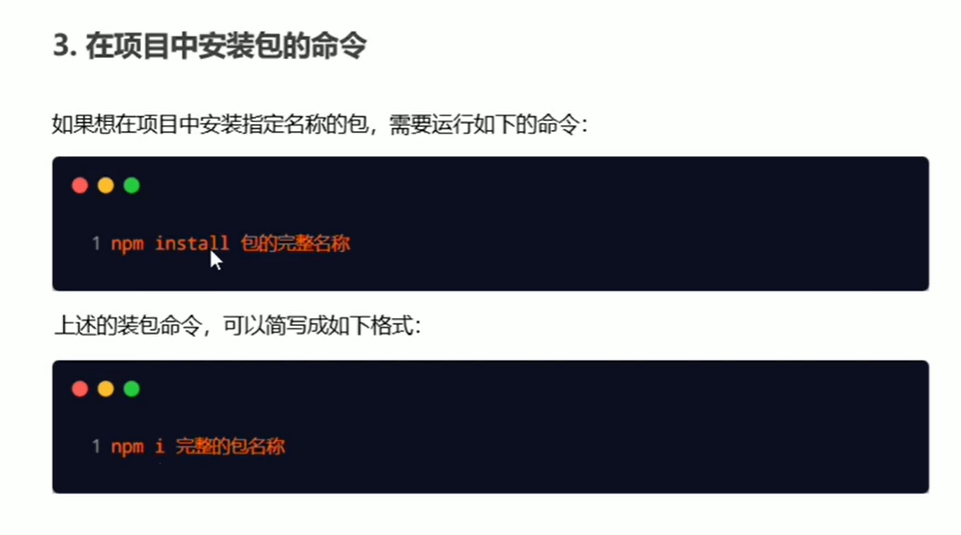 3. 在项目中安装包的命令
如果想在项目中安装指定名称的包，需要运行如下的命令：
1 npm install 包的完整名称
上述的装包命令，可以简写成如下格式：
1 npm i 完整的包名称